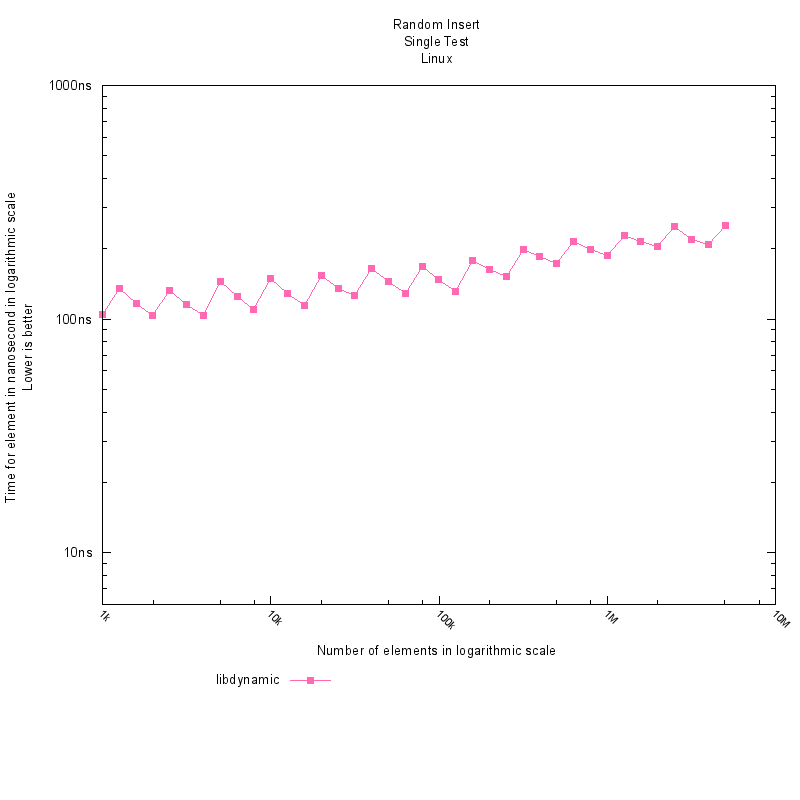 Random Insert
Single Test
Linux
1000ns
100ns
10ns
Time for element in nanosecond in logarithmic scale
Lower is better
1k
10k
100k
1M
10M
Number of elements in logarithmic scale
libdynamic